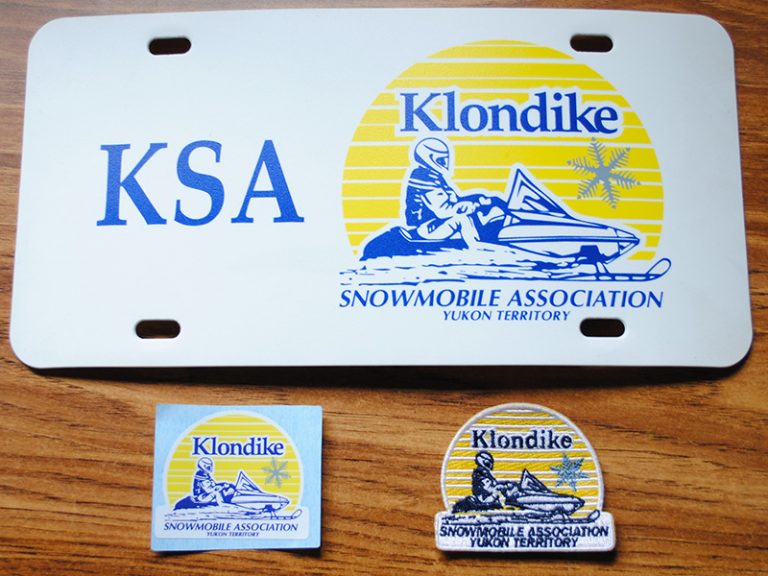 KSA
Klondike
SNOWMOBILE ASSOCIATION
YUKON TERRITORY
Klondike
SNOWMOBILE ASSOCIATION
YUKON TERRITORY
Klondike
SNOWMOBILE ASSOCIATION
YUKON TERRITORY